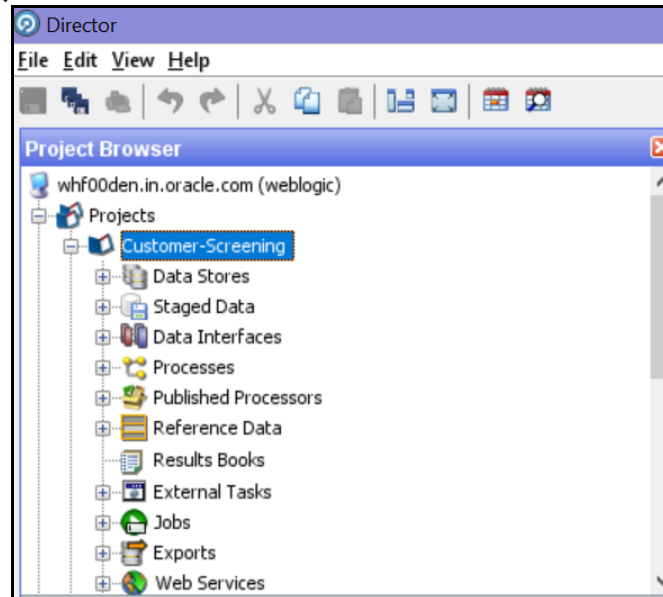 Director
File Edit View Help
Project Browser
whf00den.in.oracle.com (weblogic)
Projects
Customer-Screening
Data Stores
Staged Data
Data Interfaces
Processes
Published Processors
Reference Data
Results Books
External Tasks
Jobs
Exports
Web Services